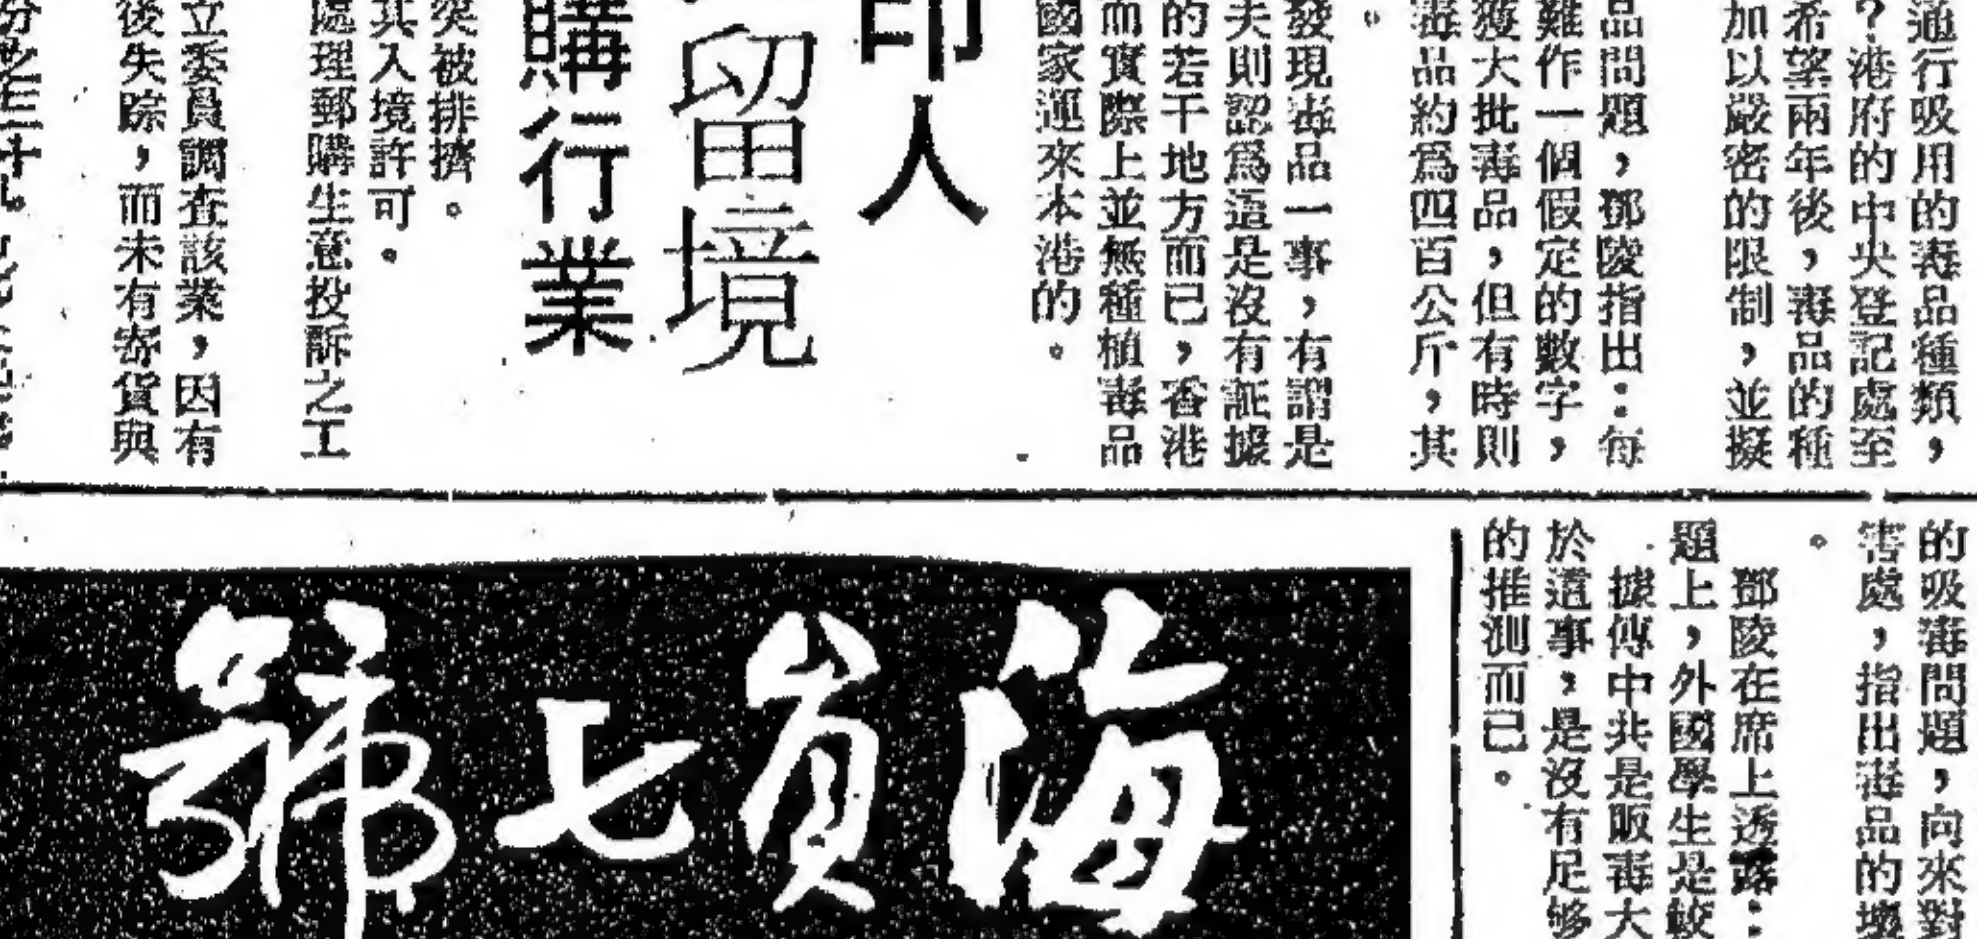 通行吸用的毒品種類，
？港府的中央登記處至
希望兩年後，毒品的種
加以嚴密的限制，並擬
品問題，鄧陵指出：每
難作一個假定的數字，
獲大批毒品，但有時則
毒品約爲四百公斤，其
。
發現毒品一事，有謂是
夫則認爲這是沒有証據
的若干地方而已，香港
而實際上並無種植毒品
國家運來本港的。
印人
留境
購行業
被排擠。
其入境許可。
處理郵購生意投訴之工
立委員調查該業，因有
後失踪，而未有寄貨與
的吸毒問題，向來對
害處，指出毒品的壞
。
鄧陵在席上透露：
題上，外國學生是較
據傳中共是販毒大
於這事，是沒有足够
的推測而已。
海賓七號